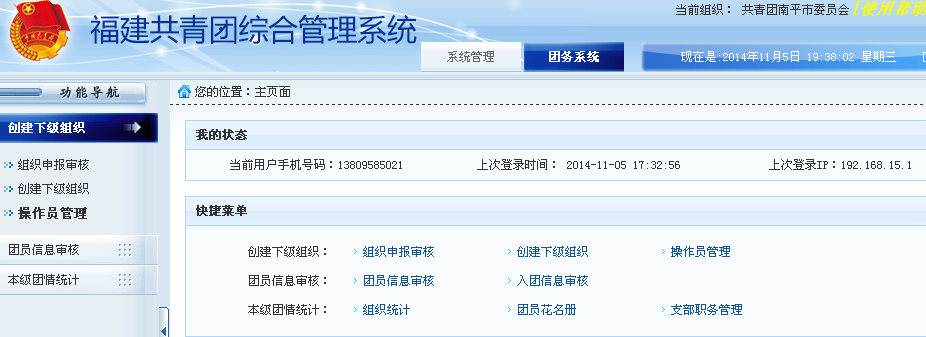 当前组织： 共青团南平市委员会 [使用帮助
福建共青团综合管理系统
系统管理 团务系统 现在是:2014年11月5日 19:38:02 星期三
功能导航 您的位置：主页面
创建下级组织
组织申报审核
创建下级组织
操作员管理
团员信息审核
本级团情统计
我的状态
当前用户手机号码：13809585021 上次登录时间： 2014-11-05 17:32:56 上次登录IP：192.168.15.1
快捷菜单
创建下级组织： 组织申报审核 创建下级组织 操作员管理
团员信息审核： 团员信息审核 入团信息审核
本级团情统计： 组织统计 团员花名册 支部职务管理